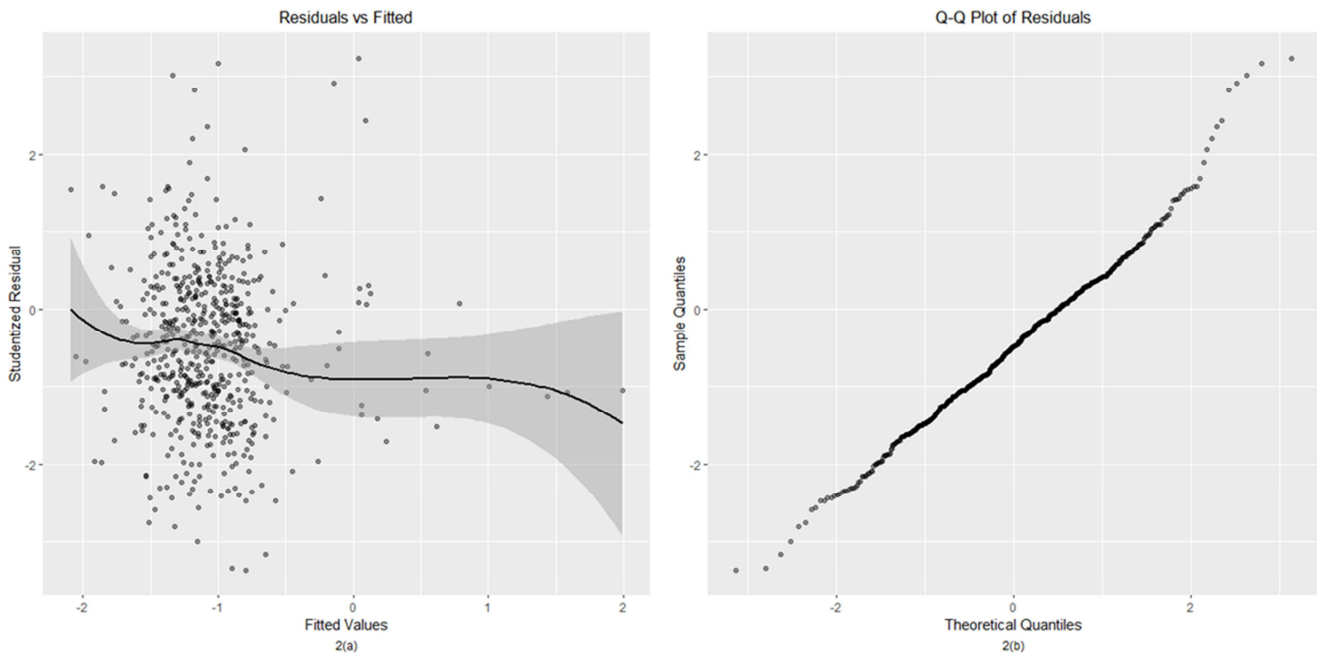 Residuals vs Fitted
Studentized Residual
2
0
-2
-2
-1
0
1
2
Fitted Values
2(a)
Q-Q Plot of Residuals
Sample Quantiles
2
0
-2
-2
0
2
Theoretical Quantiles
2(b)